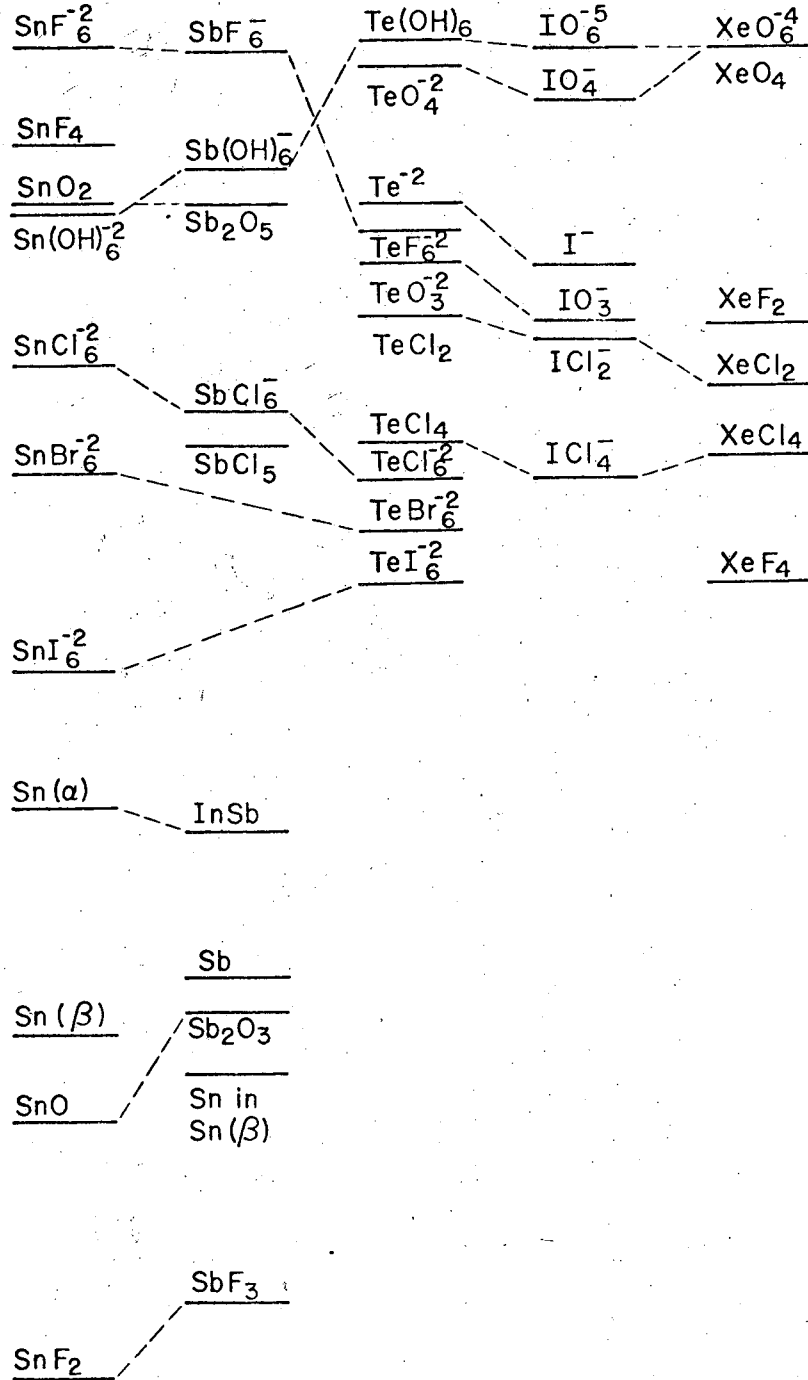 SnF₆⁻²
SnF₄
SnO₂
Sn(OH)₆⁻²
SnCl₆⁻²
SnBr₆⁻²
SnI₆⁻²
Sn(α)
Sn(β)
SnO
SnF₂
SbF₆⁻
Sb(OH)₆⁻
Sb₂O₅
SbCl₆⁻
SbCl₅
InSb
Sb
Sb₂O₃
Sn in
Sn(β)
SbF₃
Te(OH)₆
TeO₄⁻²
Te⁻²
TeF₆⁻²
TeO₃⁻²
TeCl₂
TeCl₄
TeCl₆⁻²
TeBr₆⁻²
TeI₆⁻²
IO₆⁻⁵
IO₄⁻
I⁻
IO₃⁻
ICl₂⁻
ICl₄⁻
XeO₆⁻⁴
XeO₄
XeF₂
XeCl₂
XeCl₄
XeF₄